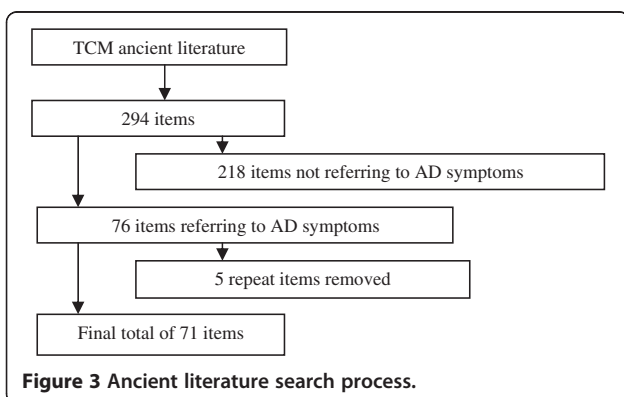 TCM ancient literature
294 items
218 items not referring to AD symptoms
76 items referring to AD symptoms
5 repeat items removed
Final total of 71 items
Figure 3 Ancient literature search process.